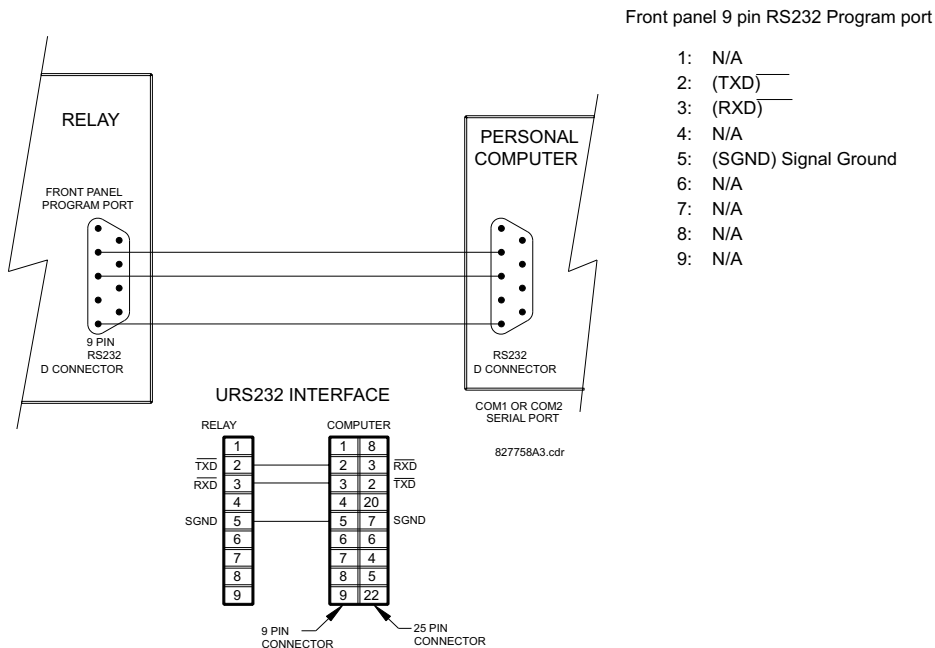 Front panel 9 pin RS232 Program port
1: N/A
2: (TXD)
3: (RXD)
4: N/A
5: (SGND) Signal Ground
6: N/A
7: N/A
8: N/A
9: N/A
RELAY
PERSONAL
COMPUTER
FRONT PANEL
PROGRAM PORT
9 PIN
RS232
D CONNECTOR
RS232
D CONNECTOR
COM1 OR COM2
SERIAL PORT
827758A3.cdr
URS232 INTERFACE
RELAY COMPUTER
1 1 8
TXD 2 2 3 RXD
RXD 3 3 2 TXD
4 4 20
SGND 5 5 7 SGND
6 6 6
7 7 4
8 8 5
9 9 22
9 PIN
CONNECTOR
25 PIN
CONNECTOR